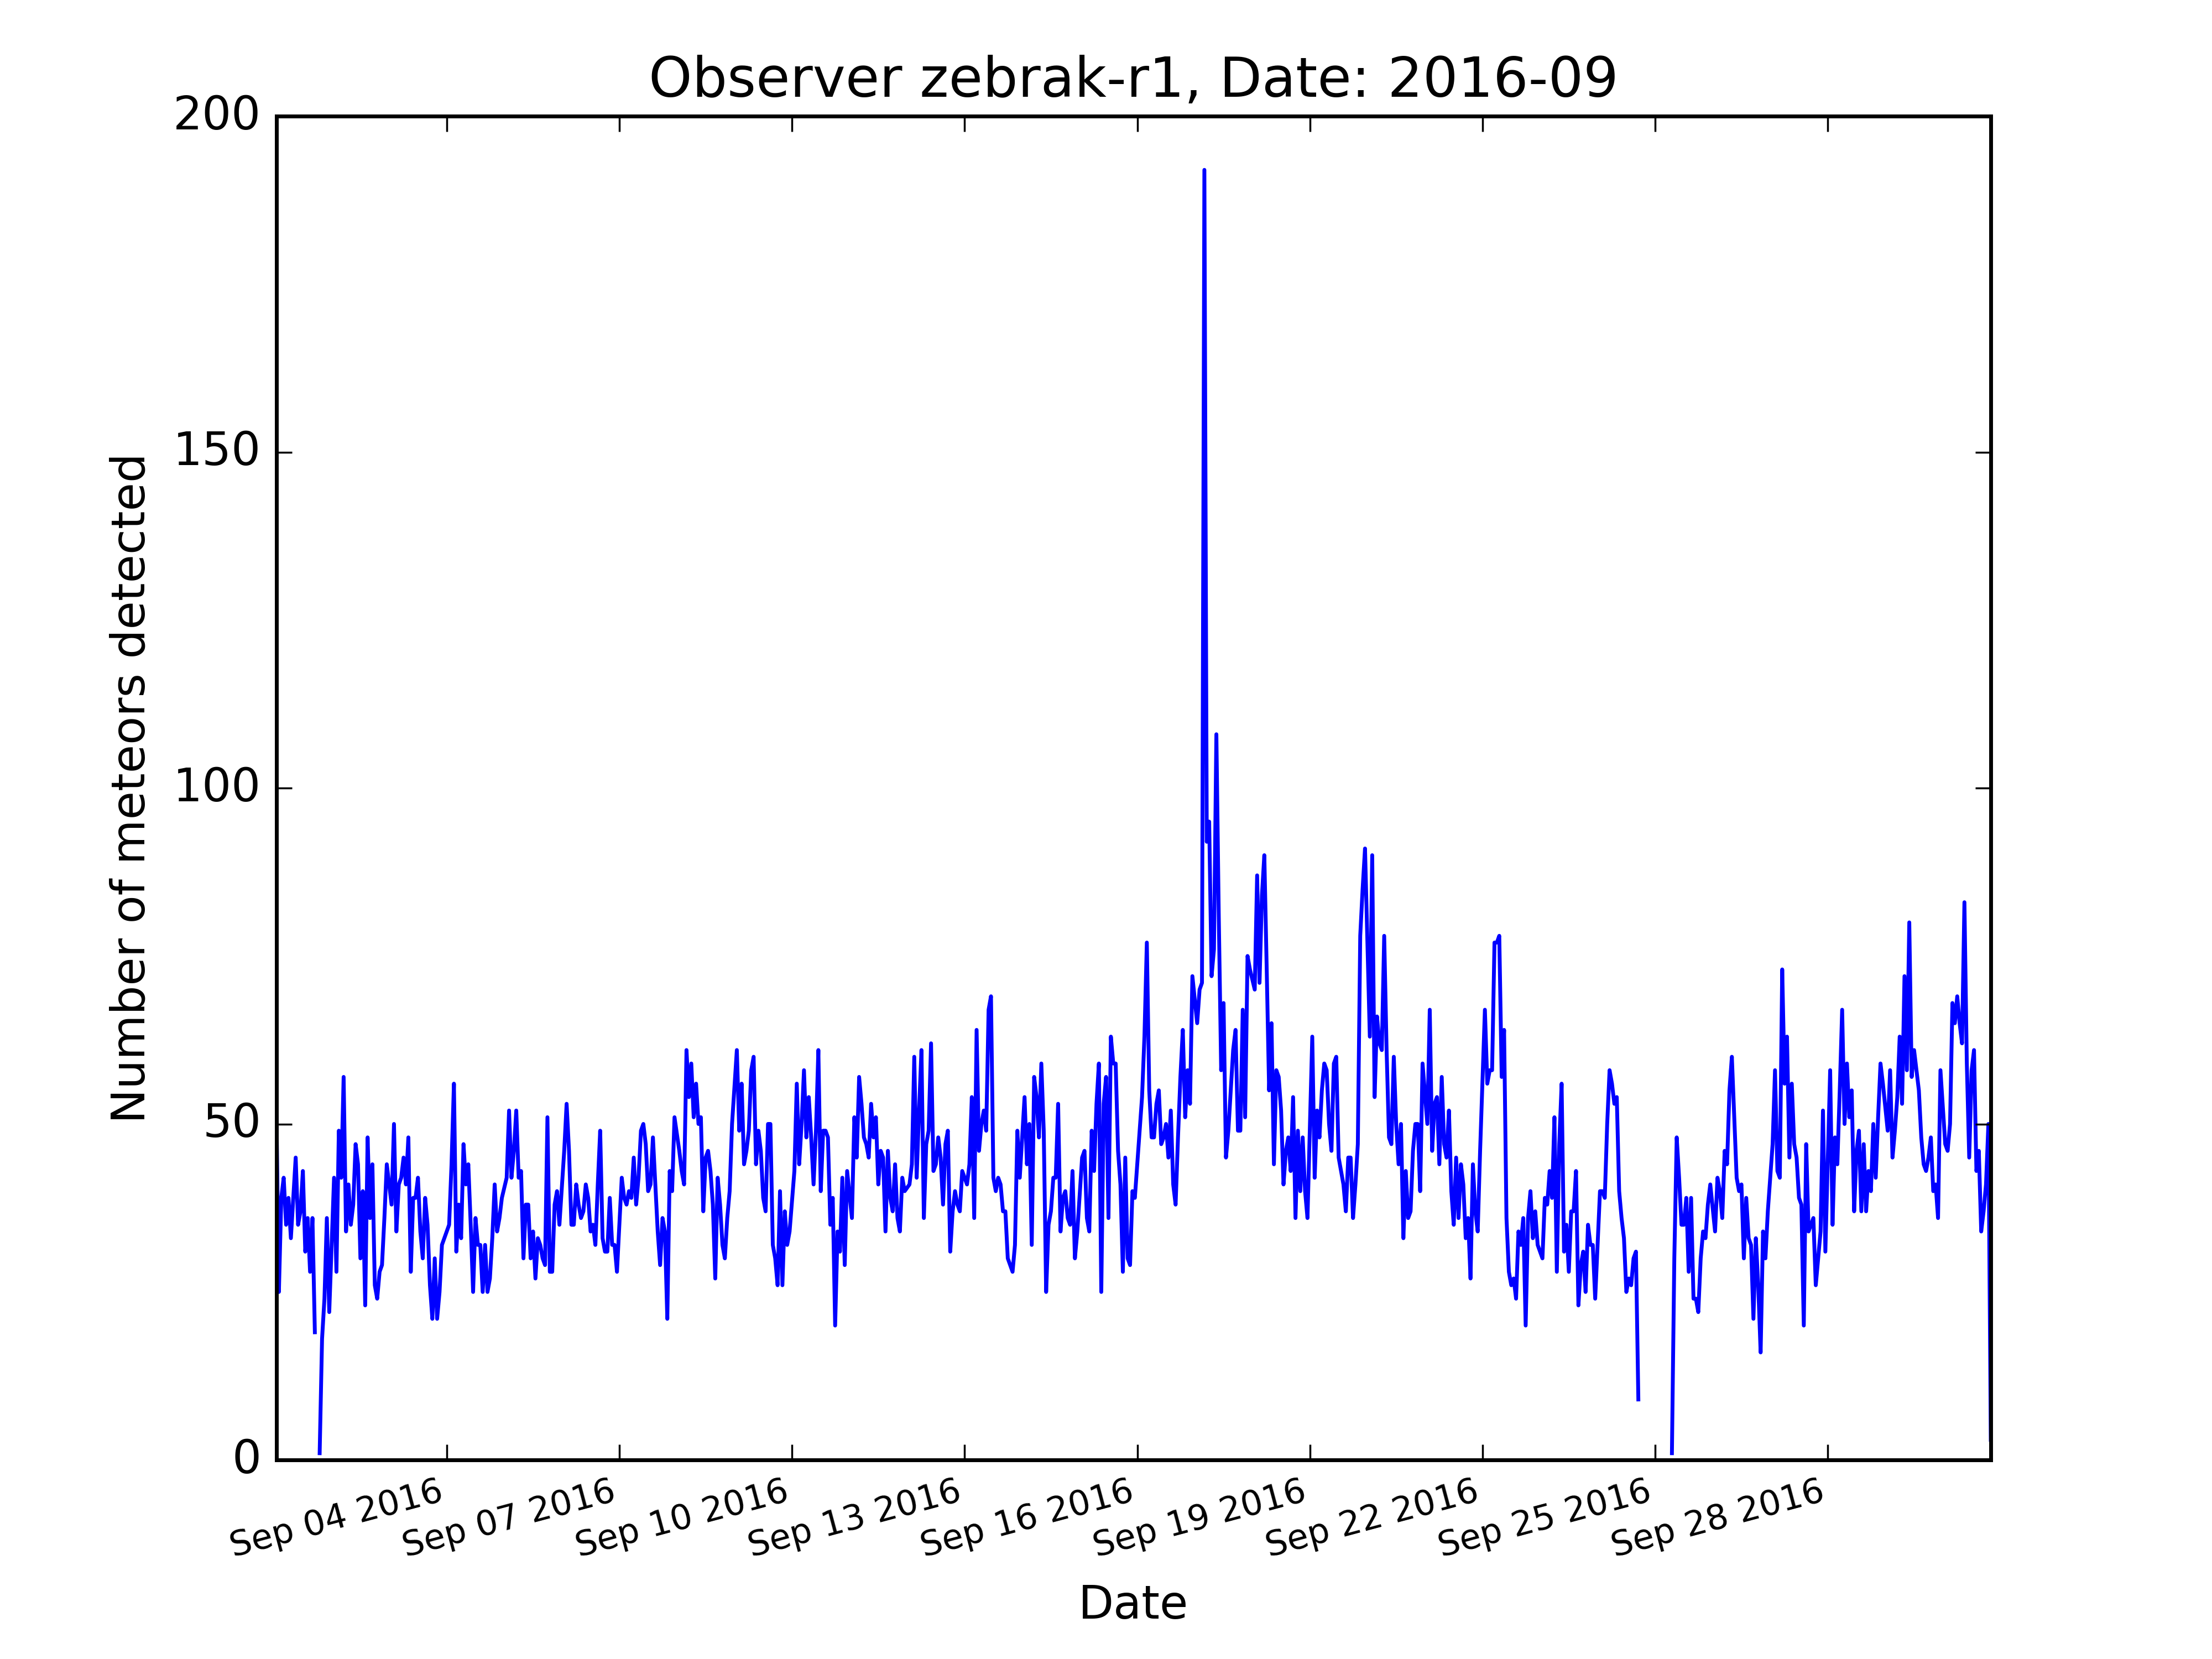 Observer zebrak-r1, Date: 2016-09
200
150
100
50
0
Number of meteors detected
Sep 04 2016
Sep 07 2016
Sep 10 2016
Sep 13 2016
Sep 16 2016
Sep 19 2016
Sep 22 2016
Sep 25 2016
Sep 28 2016
Date